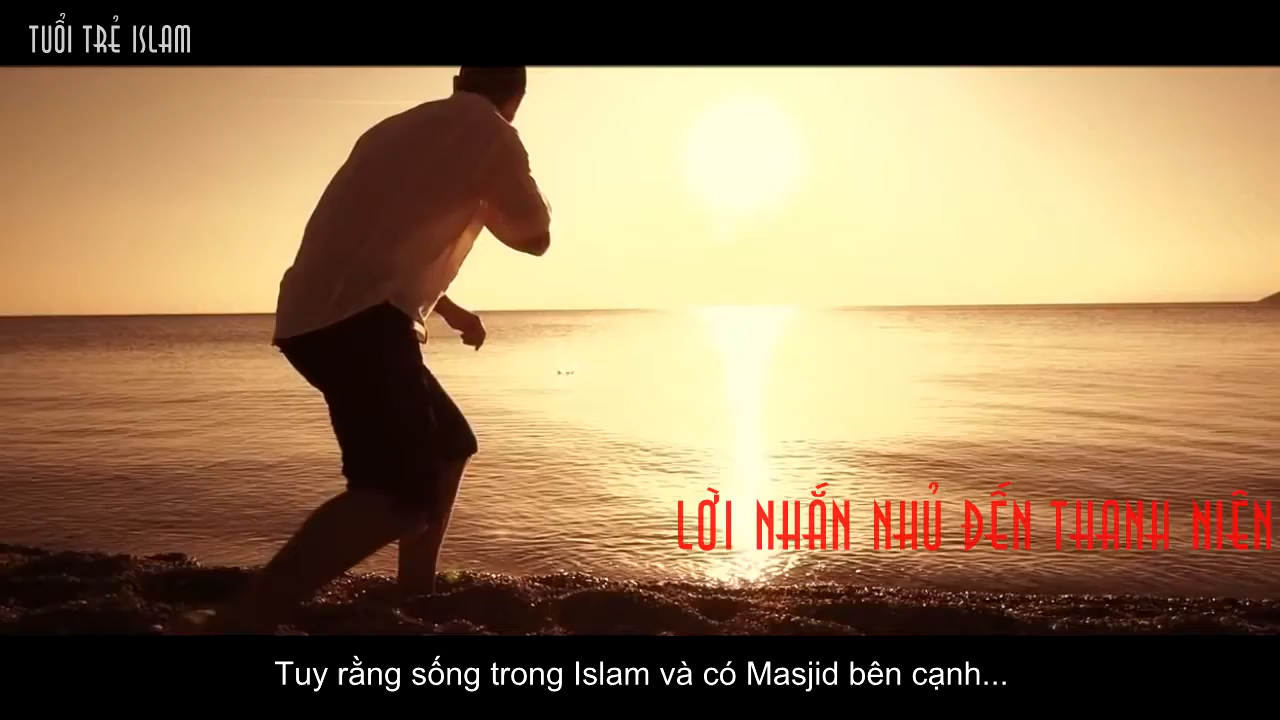 TUỔI TRẺ ISLAM
LỜI NHẮN NHỦ ĐẾN THANH NIÊN
Tuy rằng sống trong Islam và có Masjid bên cạnh...